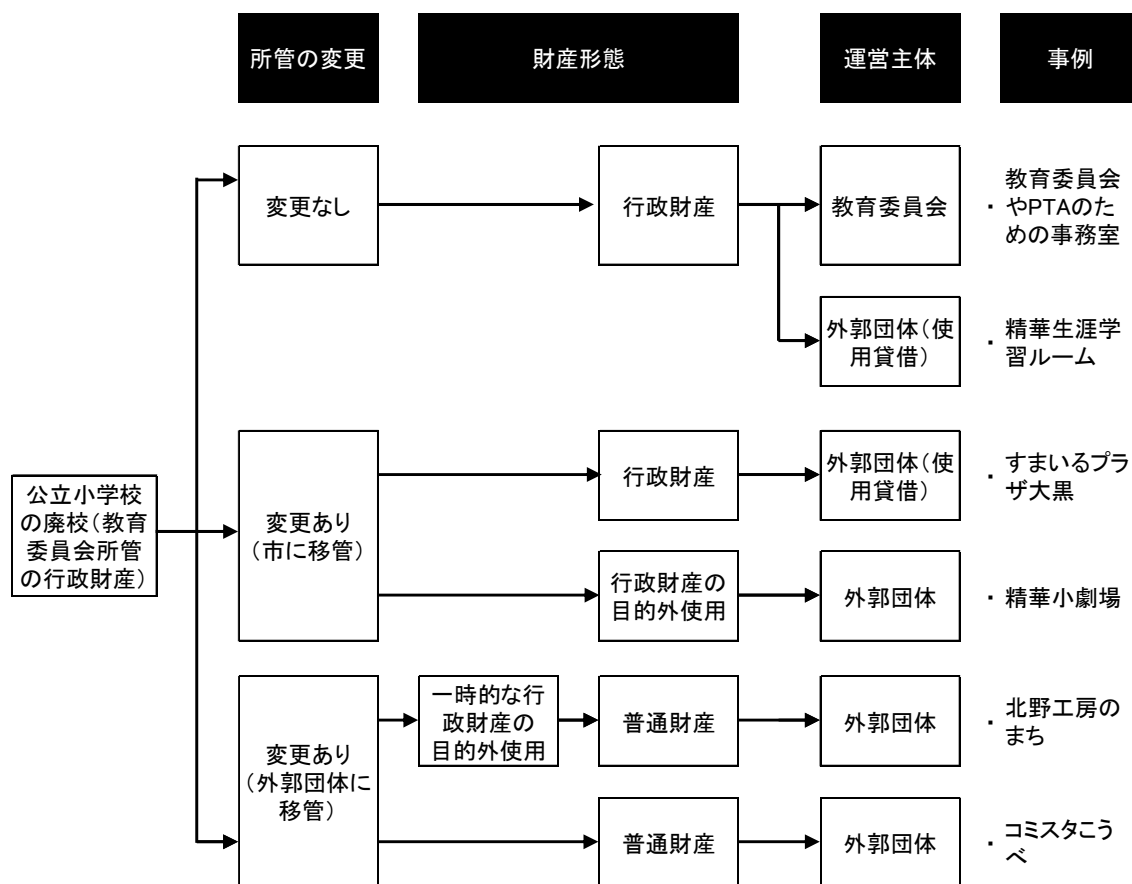 所管の変更
財産形態
運営主体
事例
変更なし
行政財産
教育委員会
・
教育委員会
やPTAのた
めの事務室
外郭団体（使
用貸借）
・
精華生涯学
習ルーム
公立小学校
の廃校（教育
委員会所管
の行政財産）
変更あり
（市に移管）
行政財産
外郭団体（使
用貸借）
・
すまいるプラ
ザ大黒
行政財産の
目的外使用
外郭団体
・精華小劇場
変更あり
（外郭団体に
移管）
一時的な行
政財産の
目的外使用
普通財産
外郭団体
・
北野工房の
まち
普通財産
外郭団体
・
コミスタこう
べ